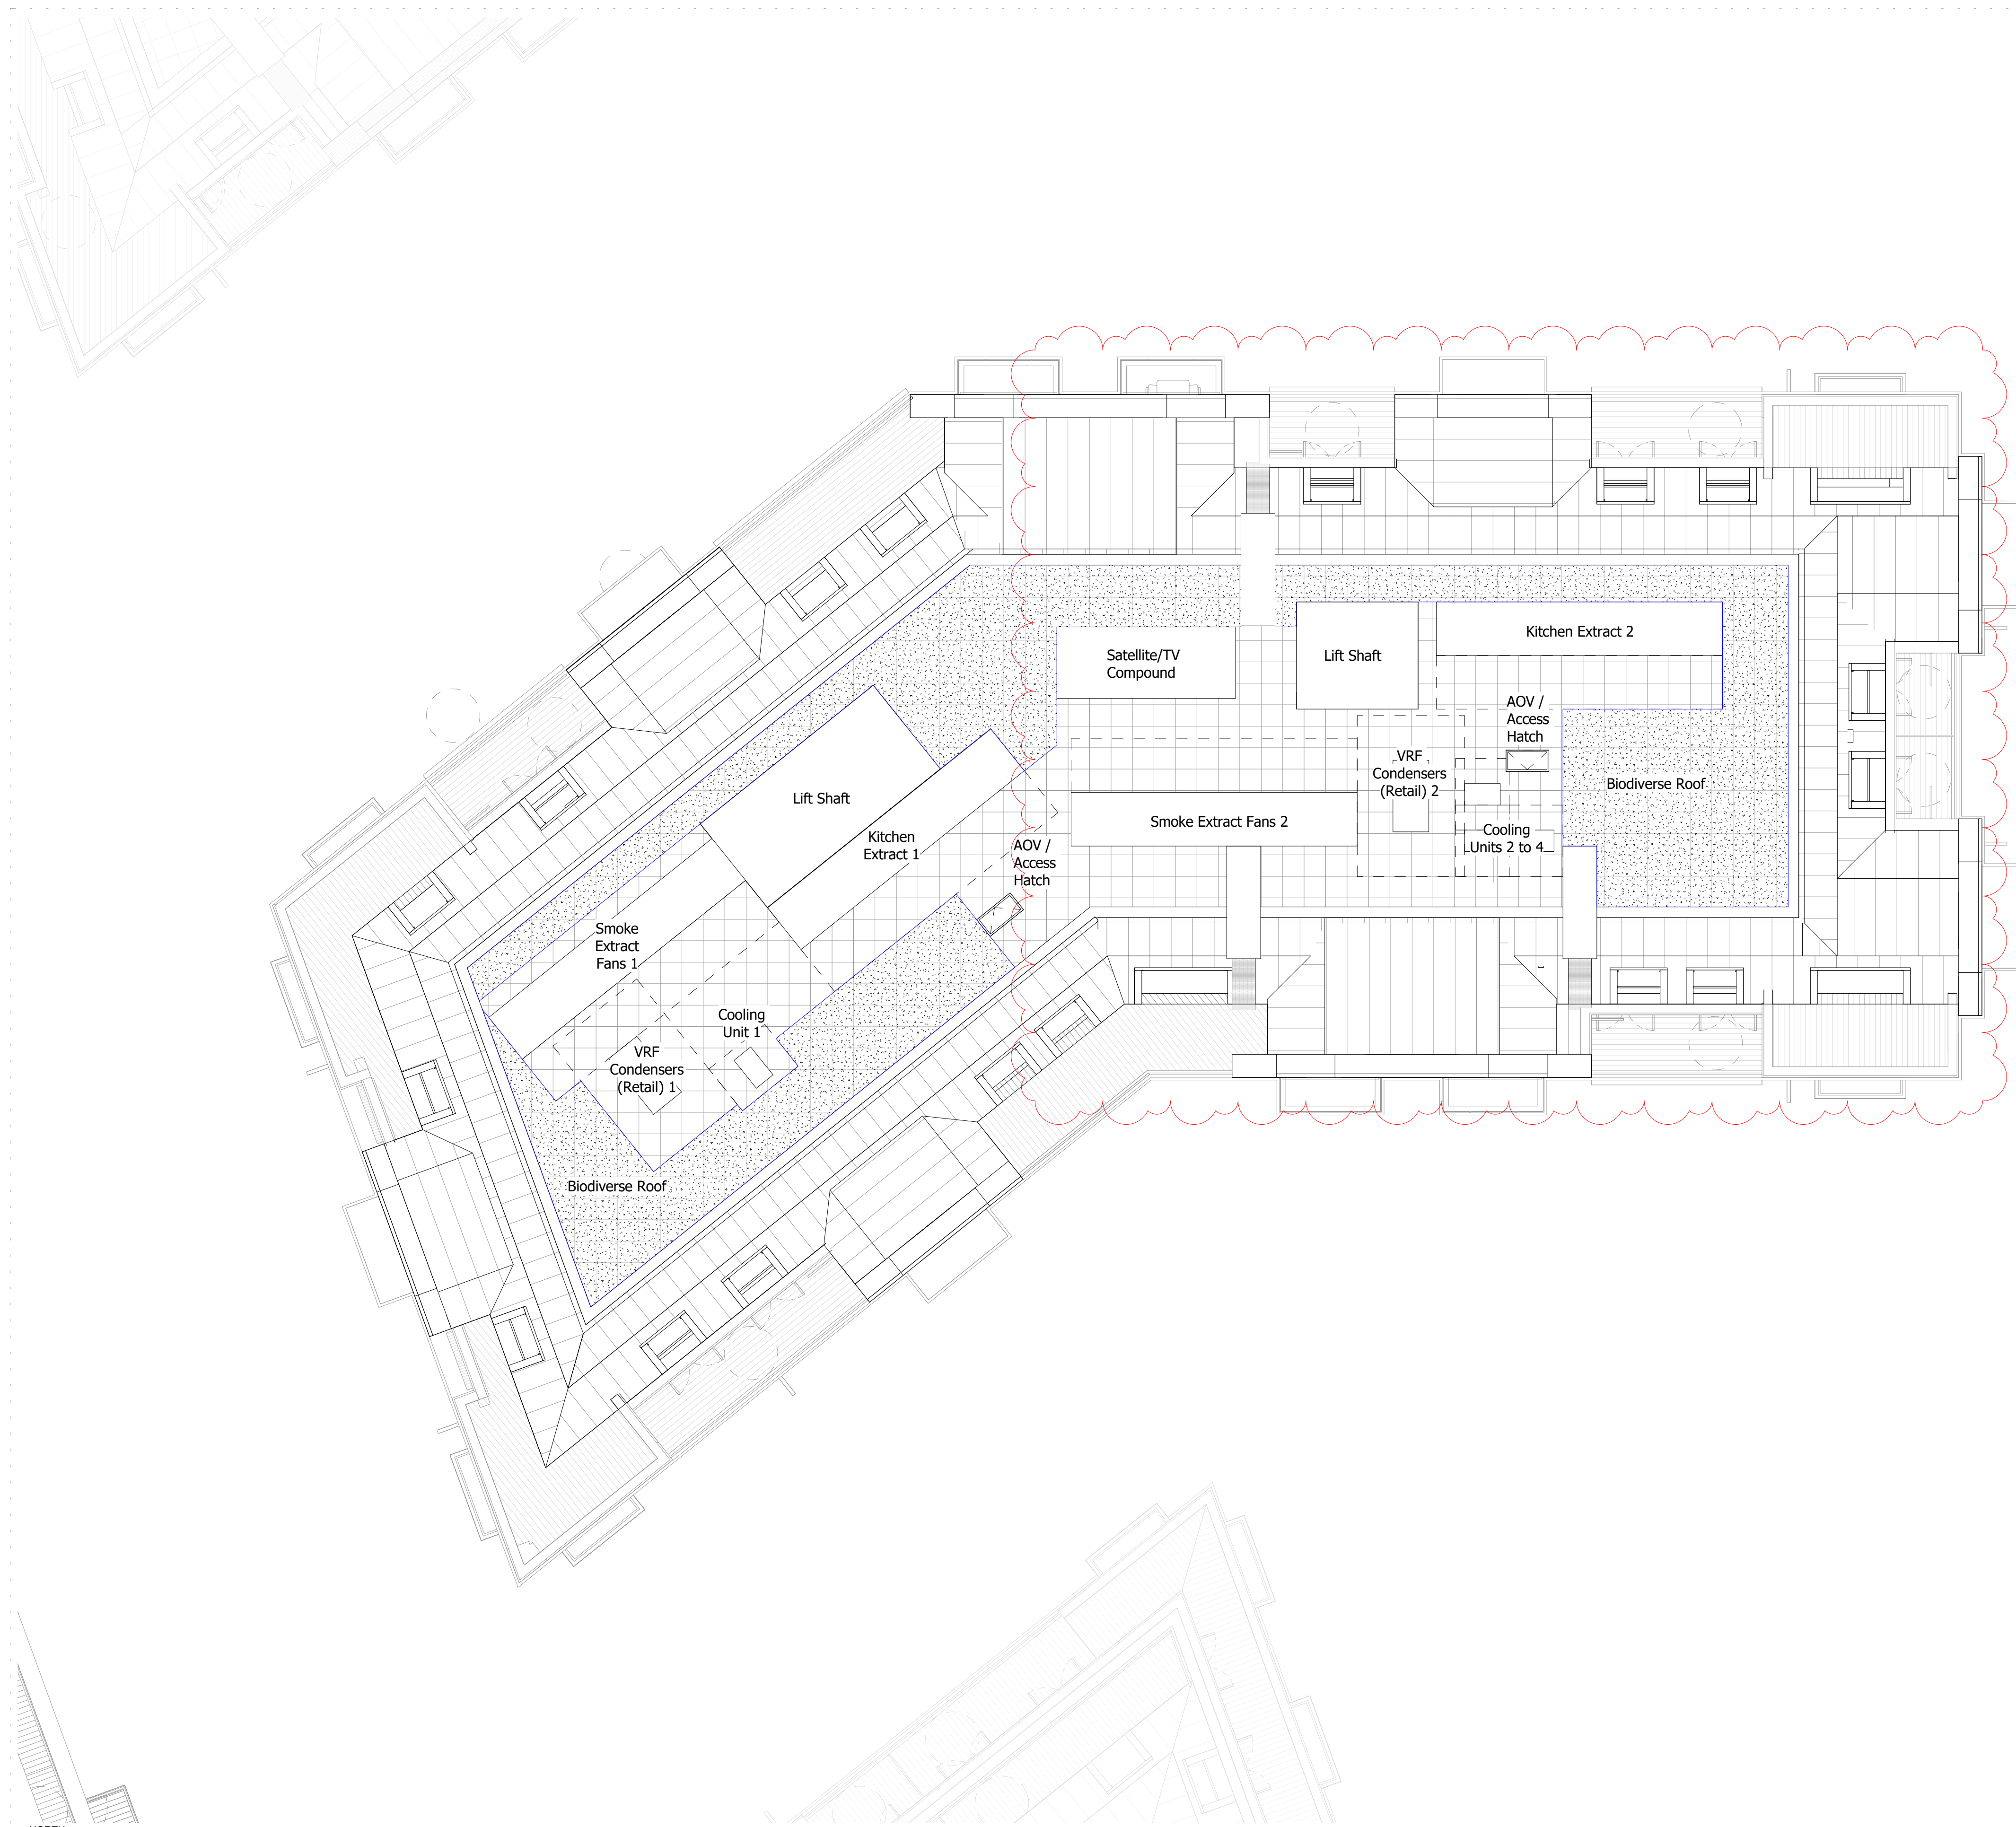 Kitchen Extract 2
Satellite/TV
Compound
Lift Shaft
AOV /
Access
Hatch
VRF
Condensers
(Retail) 2
Biodiverse Roof
Smoke Extract Fans 2
Cooling
Units 2 to 4
Lift Shaft
Kitchen
Extract 1
AOV /
Access
Hatch
Smoke
Extract
Fans 1
Cooling
Unit 1
VRF
Condensers
(Retail) 1
Biodiverse Roof